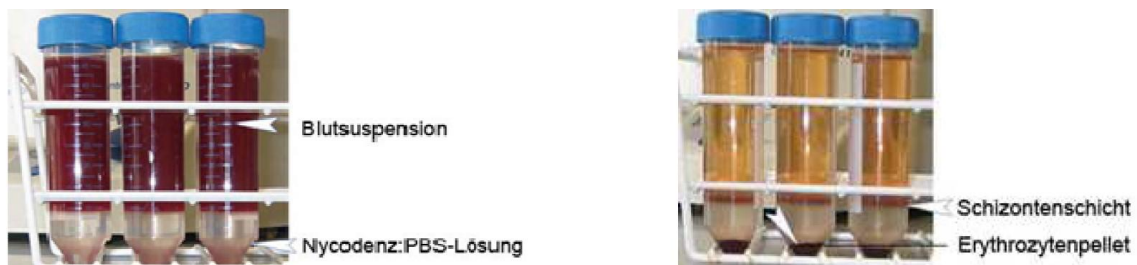 Blutsuspension
Nycodenz:PBS-Lösung
Schizontenschicht
Erythrozytenpellet